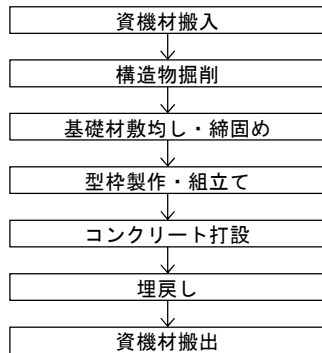 資機材搬入
構造物掘削
基礎材敷均し・締固め
型枠製作・組立て
コンクリート打設
埋戻し
資機材搬出